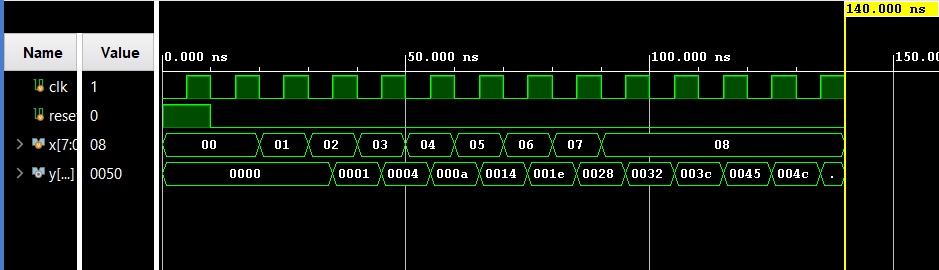 140.000 ns
Name Value
0.000 ns 50.000 ns 100.000 ns 150.00
clk 1
rese 0
x[7:0 08 00 01 02 03 04 05 06 07 08
y[...] 0050 0000 0001 0004 000a 0014 001e 0028 0032 003c 0045 004c .